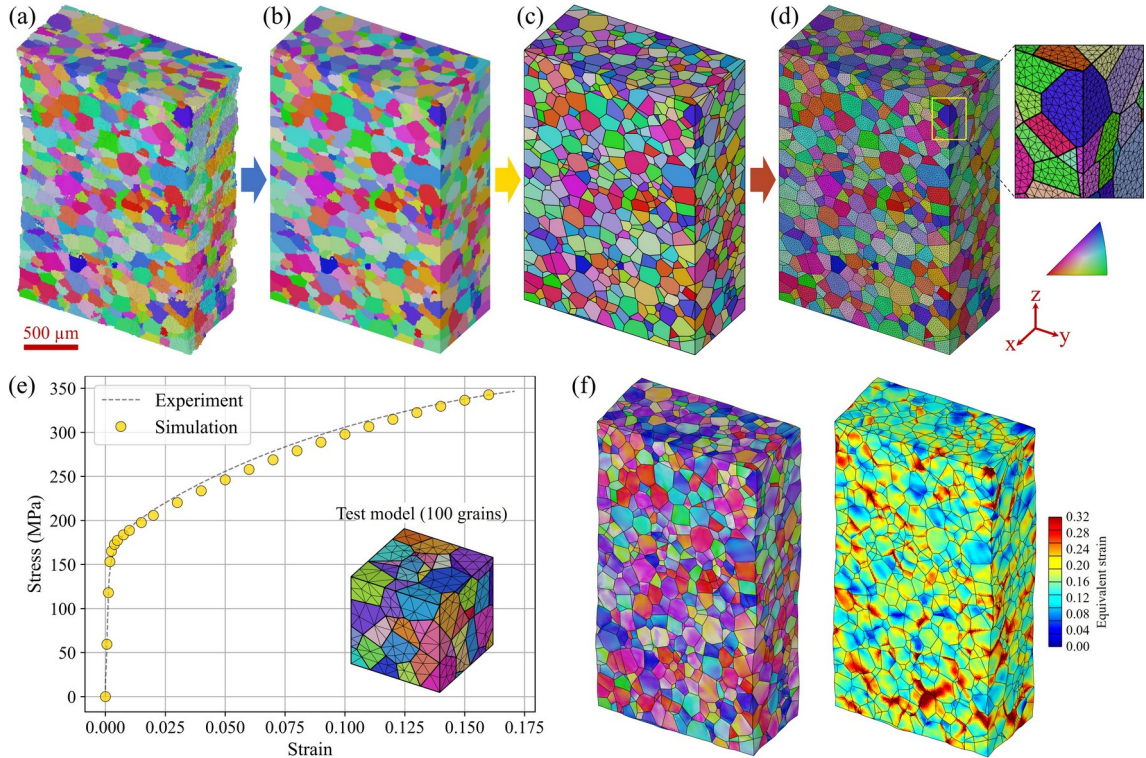 (a)
(b)
(c)
(d)
500 µm
z
x
y
(e)
350
300
250
200
150
100
50
0
Stress (MPa)
Experiment
Simulation
Test model (100 grains)
0.000
0.025
0.050
0.075
0.100
0.125
0.150
0.175
Strain
(f)
0.32
0.28
0.24
0.20
0.16
0.12
0.08
0.04
0.00
Equivalent strain